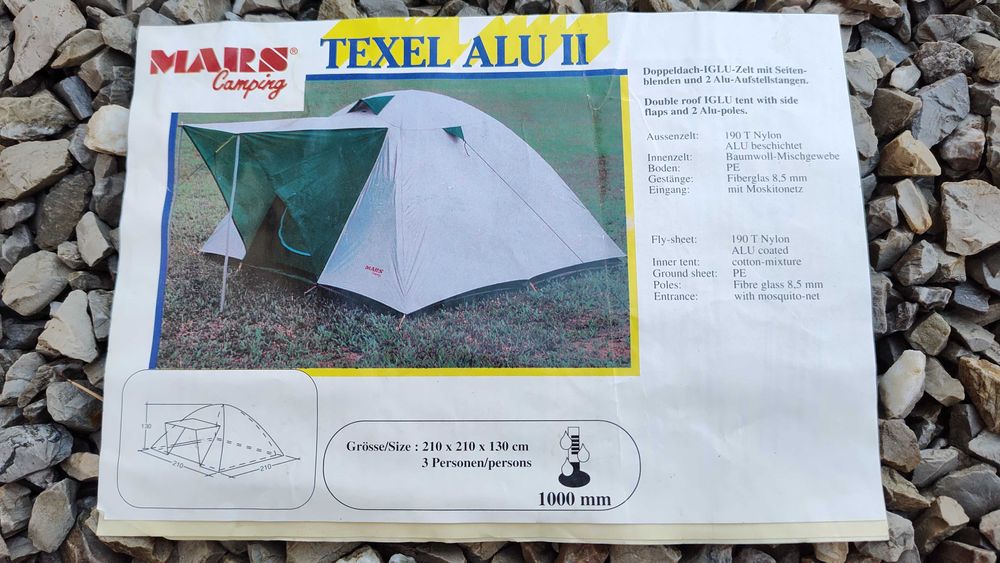 MARS®
Camping
TEXEL ALU II
Doppeldach-IGLU-Zelt mit Seiten-
blenden und 2 Alu-Aufstellstangen.
Double roof IGLU tent with side
flaps and 2 Alu-poles.
Aussenzelt: 190 T Nylon
ALU beschichtet
Innenzelt: Baumwoll-Mischgewebe
Boden: PE
Gestänge: Fiberglas 8,5 mm
Eingang: mit Moskitonetz
Fly-sheet: 190 T Nylon
ALU coated
Inner tent: cotton-mixture
Ground sheet: PE
Poles: Fibre glass 8,5 mm
Entrance: with mosquito-net
MARS
Camping
130
210
210
Grösse/Size : 210 x 210 x 130 cm
3 Personen/persons
1000 mm